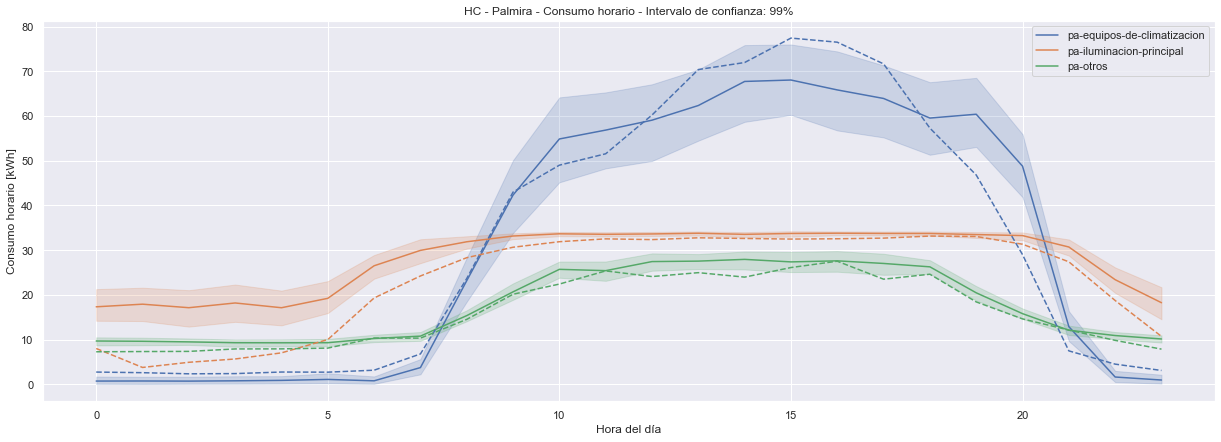 HC - Palmira - Consumo horario - Intervalo de confianza: 99%
pa-equipos-de-climatizacion
pa-iluminacion-principal
pa-otros
Consumo horario [kWh]
80
70
60
50
40
30
20
10
0
0
5
10
15
20
Hora del día